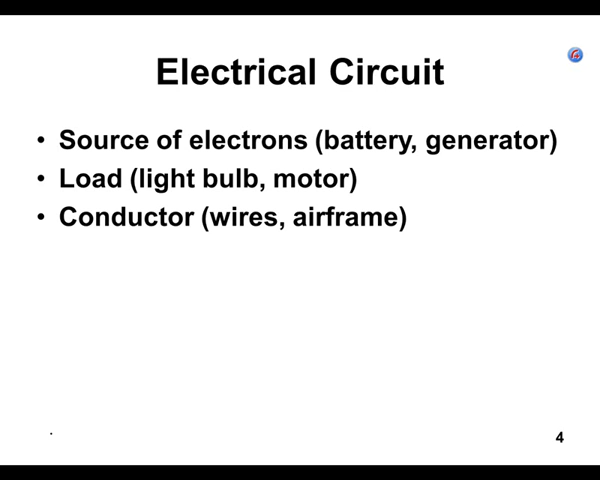 Electrical Circuit
• Source of electrons (battery, generator)
• Load (light bulb, motor)
• Conductor (wires, airframe)
.
4